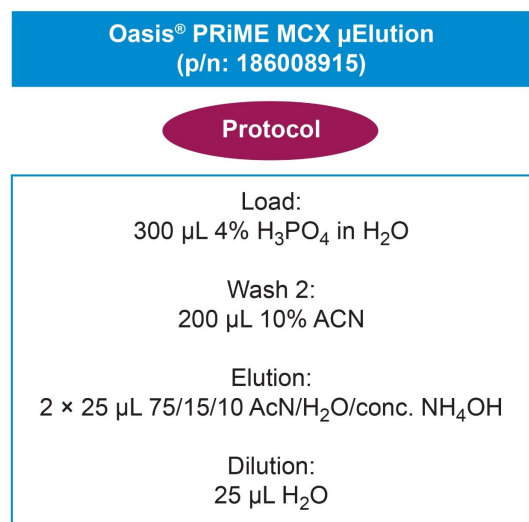 Oasis® PRiME MCX µElution
(p/n: 186008915)
Protocol
Load:
300 µL 4% H₃PO₄ in H₂O
Wash 2:
200 µL 10% ACN
Elution:
2 × 25 µL 75/15/10 AcN/H₂O/conc. NH₄OH
Dilution:
25 µL H₂O